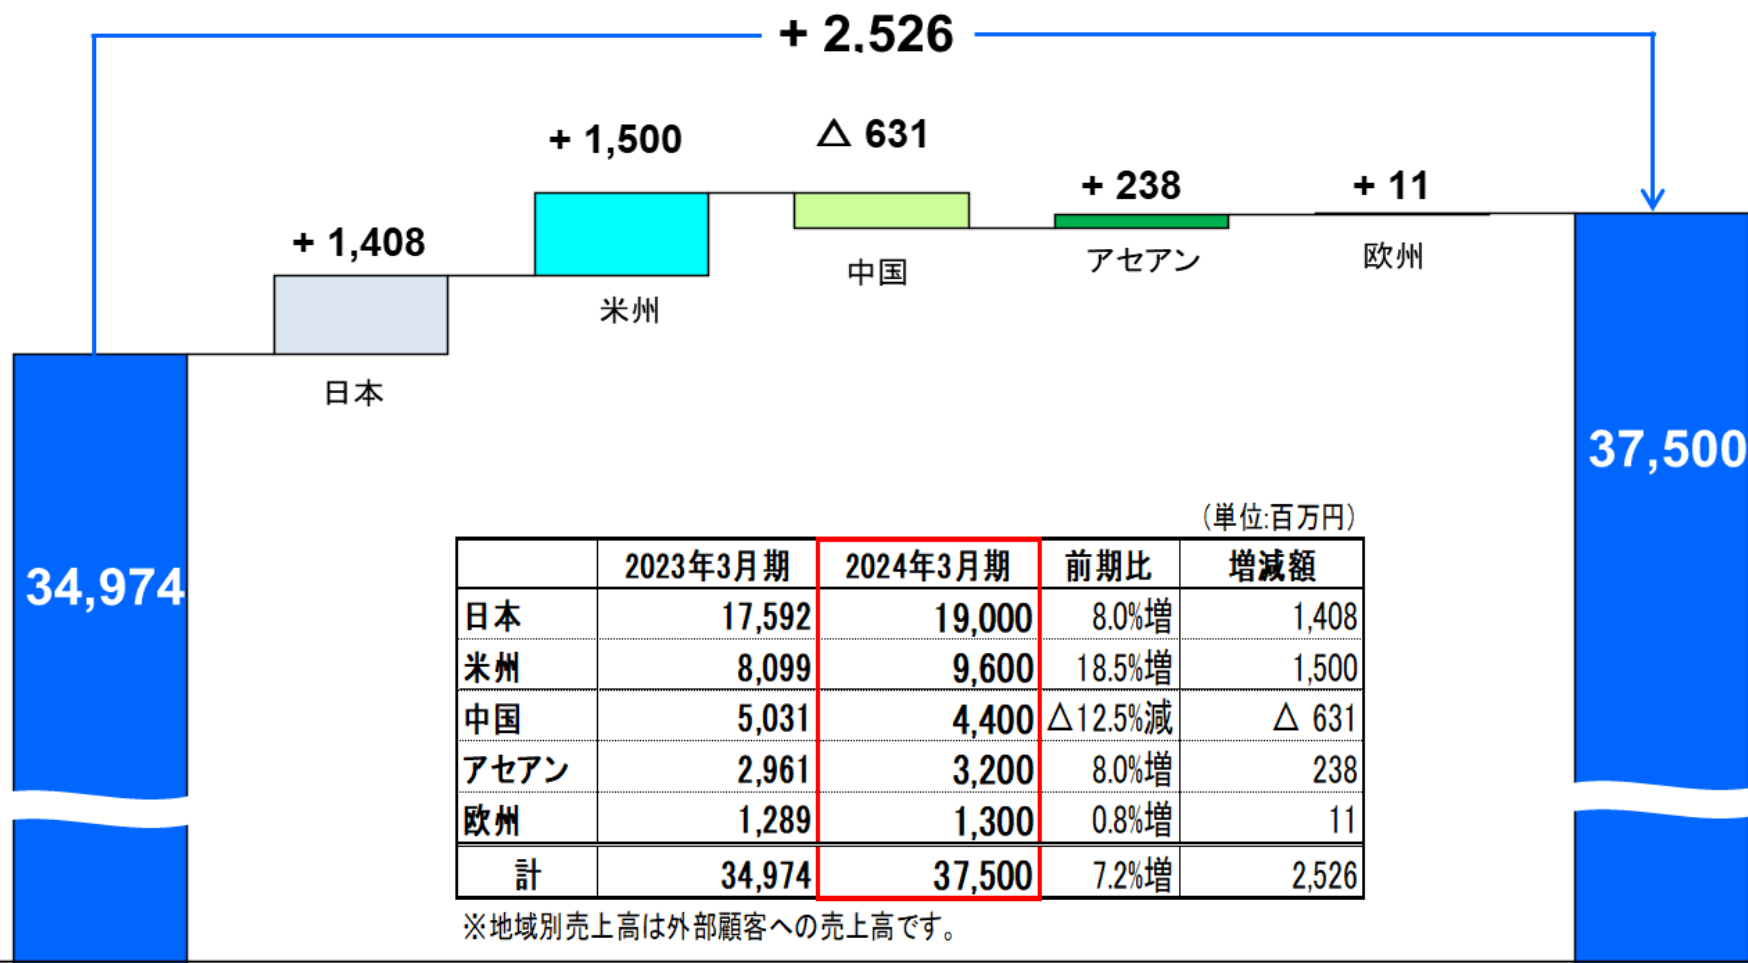 + 2,526
+ 1,500
△ 631
+ 238
+ 11
+ 1,408
アセアン
欧州
中国
米州
日本
37,500
34,974
（単位:百万円）
2023年3月期 2024年3月期 前期比 増減額
日本 17,592 19,000 8.0%増 1,408
米州 8,099 9,600 18.5%増 1,500
中国 5,031 4,400 △12.5%減 △ 631
アセアン 2,961 3,200 8.0%増 238
欧州 1,289 1,300 0.8%増 11
計 34,974 37,500 7.2%増 2,526
※地域別売上高は外部顧客への売上高です。